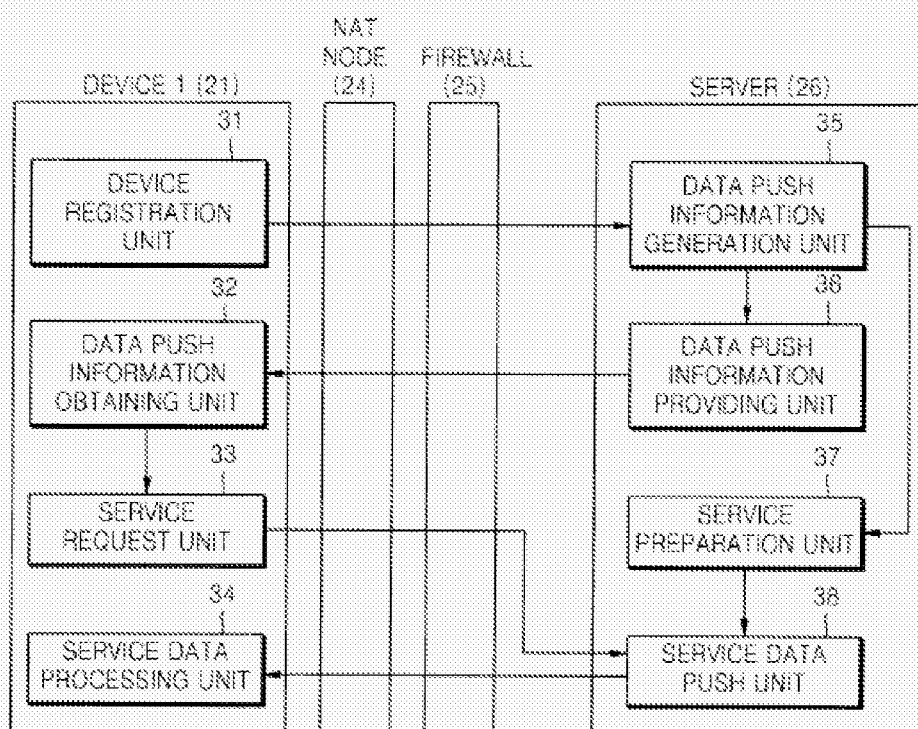 NAT
NODE
(24)
FIREWALL
(25)
DEVICE 1 (21)
SERVER (26)
31
DEVICE
REGISTRATION
UNIT
35
DATA PUSH
INFORMATION
GENERATION UNIT
32
DATA PUSH
INFORMATION
OBTAINING UNIT
36
DATA PUSH
INFORMATION
PROVIDING UNIT
33
SERVICE
REQUEST UNIT
37
SERVICE
PREPARATION UNIT
34
SERVICE DATA
PROCESSING UNIT
38
SERVICE DATA
PUSH UNIT